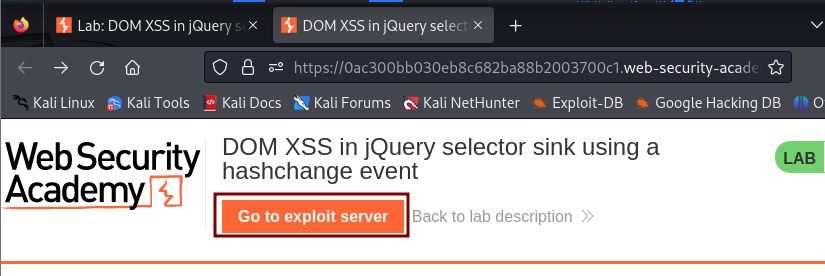 Lab: DOM XSS in jQuery s
DOM XSS in jQuery select
https://0ac300bb030eb8c682ba88b2003700c1.web-security-acade
Kali Linux
Kali Tools
Kali Docs
Kali Forums
Kali NetHunter
Exploit-DB
Google Hacking DB
O
WebSecurity
Academy
DOM XSS in jQuery selector sink using a
hashchange event
LAB
Go to exploit server
Back to lab description